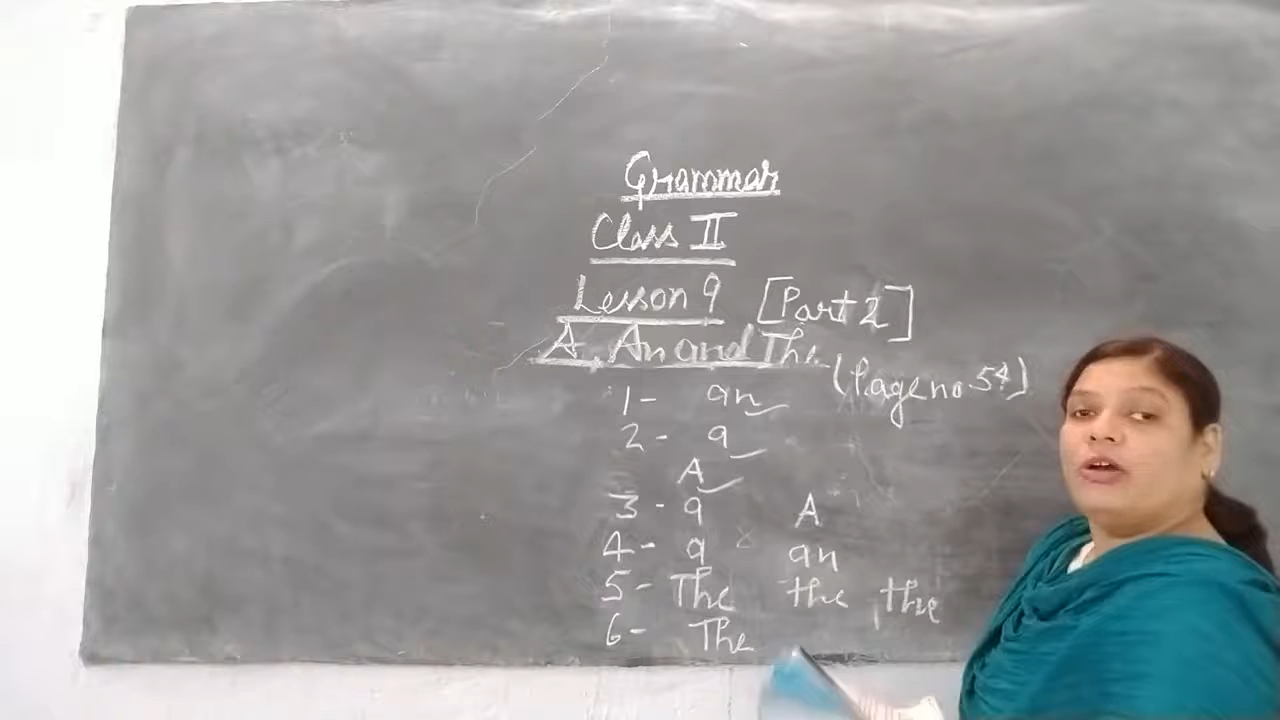 Grammar
Class II
Lesson 9 [Part 2]
A, An and The
(Page no 54)
1- an
2- a
A
3- a A
4- a an
5- The the the
6- The